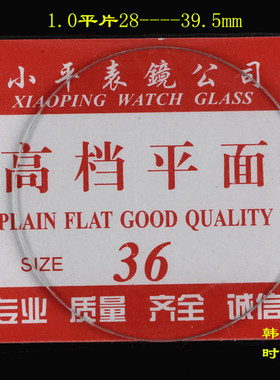 1.0平片28----39.5mm
小平表鏡公司
XIAOPING WATCH GLASS
高档平面
PLAIN FLAT GOOD QUALITY
SIZE 36
专业 质量 齐全 诚信
韩
时